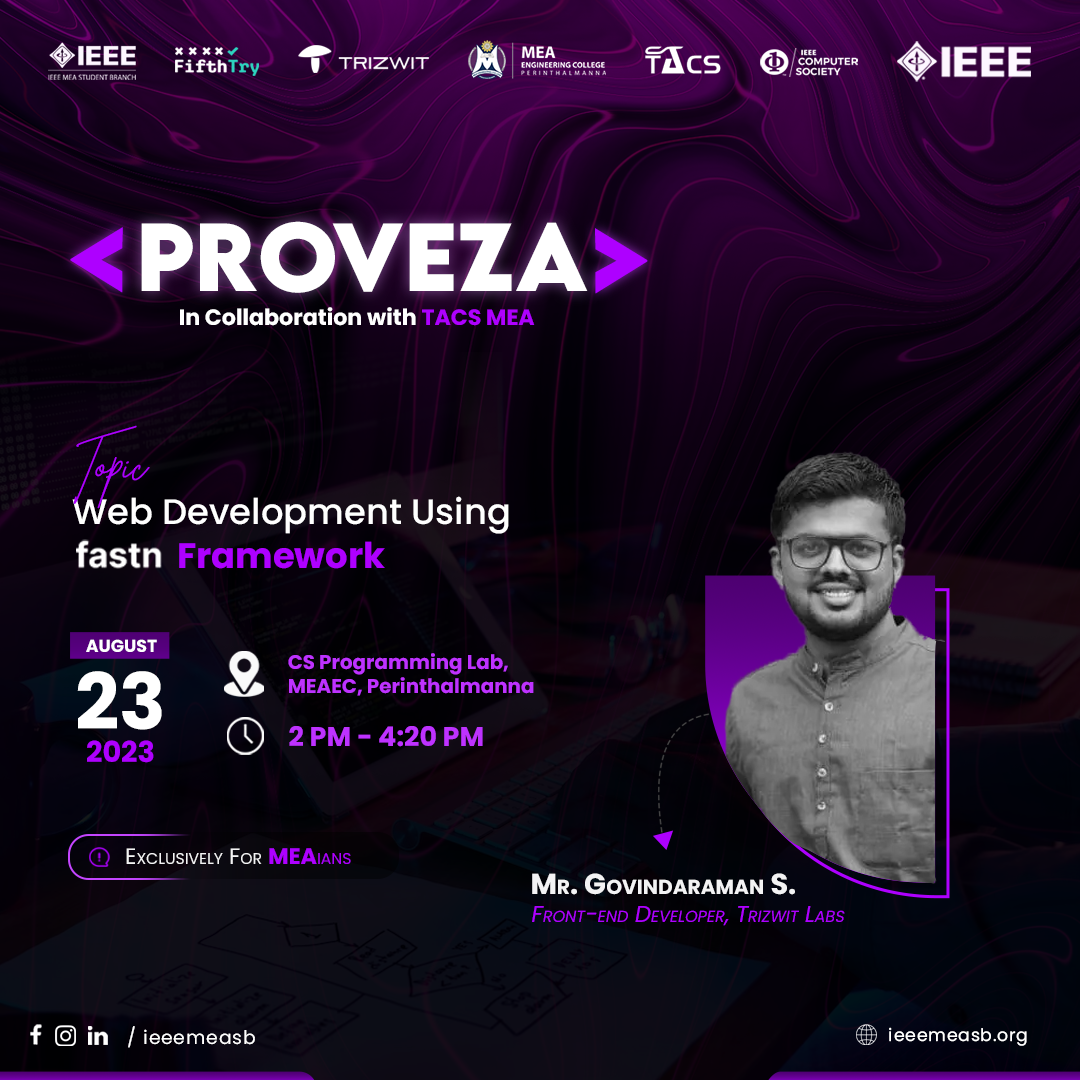 IEEE
IEEE MEA STUDENT BRANCH
FifthTry
TRIZWIT
MEA
ENGINEERING COLLEGE
PERINTHALMANNA
TACS
IEEE
COMPUTER
SOCIETY
IEEE
<PROVEZA>
In Collaboration with TACS MEA
Topic
Web Development Using
fastn Framework
AUGUST
23
2023
CS Programming Lab,
MEAEC, Perinthalmanna
2 PM - 4:20 PM
EXCLUSIVELY FOR MEAIANS
MR. GOVINDARAMAN S.
FRONT-END DEVELOPER, TRIZWIT LABS
/ ieeemeasb
ieeemeasb.org